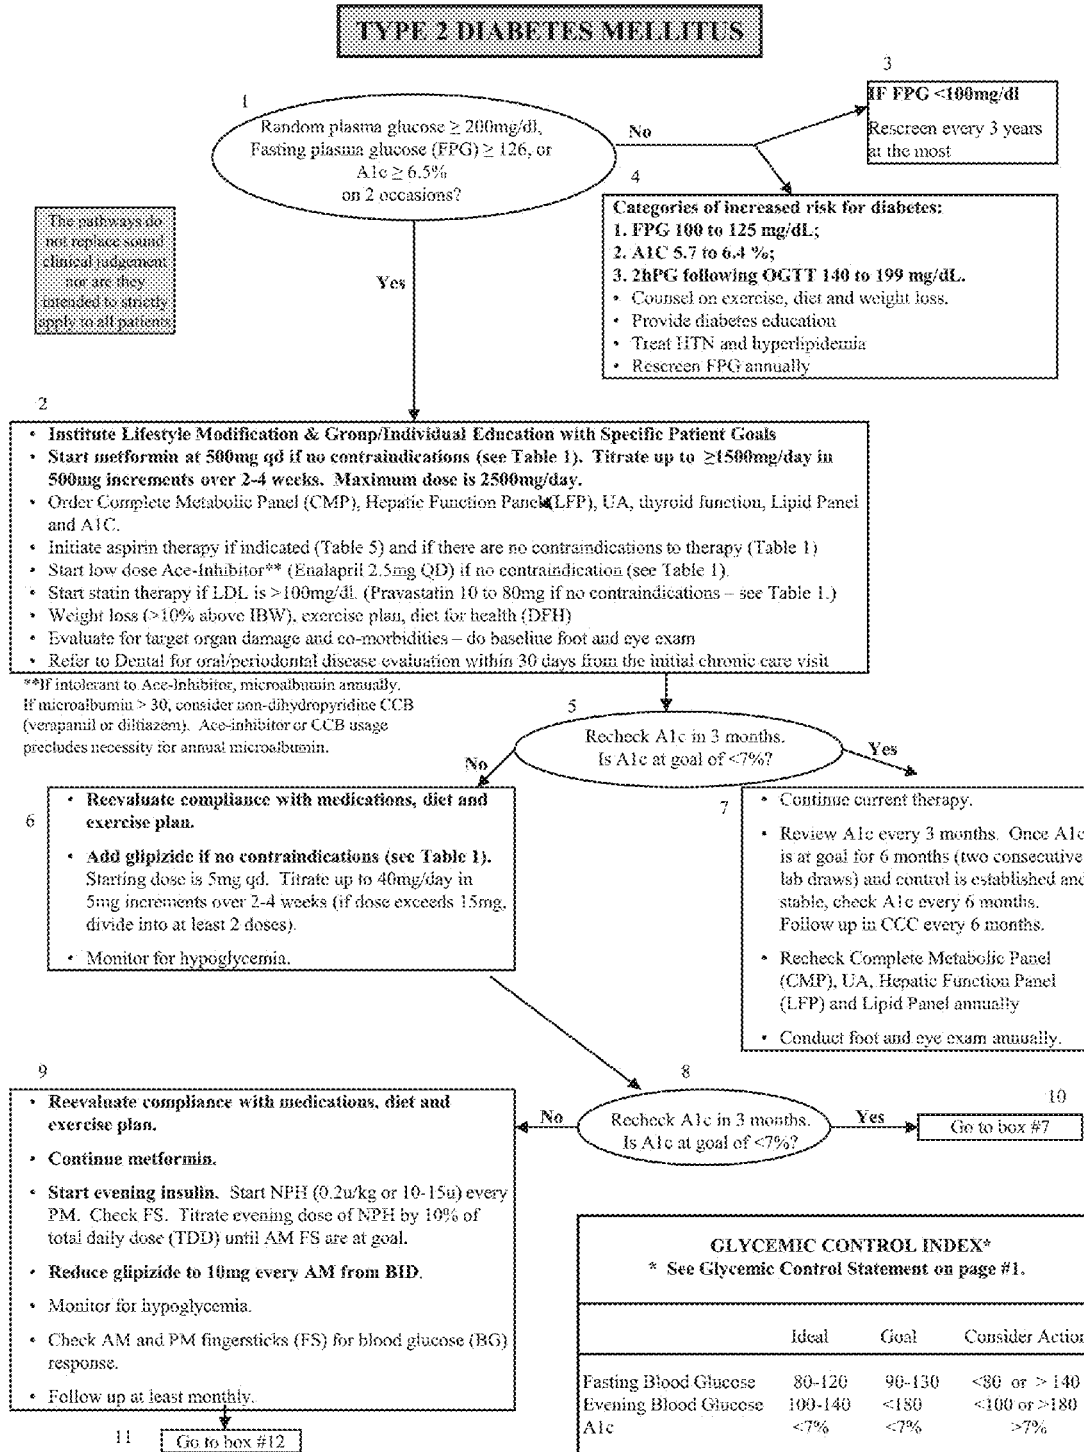 TYPE 2 DIABETES MELLITUS
3
IF FPG <100mg/dl
Rescreen every 3 years
at the most
1
Random plasma glucose ≥ 200mg/dl,
Fasting plasma glucose (FPG) ≥ 126, or
A1c ≥ 6.5%
on 2 occasions?
No
4
Categories of increased risk for diabetes:
1. FPG 100 to 125 mg/dL;
2. A1C 5.7 to 6.4 %;
3. 2hPG following OGTT 140 to 199 mg/dL.
• Counsel on exercise, diet and weight loss.
• Provide diabetes education
• Treat HTN and hyperlipidemia
• Rescreen FPG annually
The pathways do
not replace sound
clinical judgement
nor are they
intended to strictly
apply to all patients
Yes
2
• Institute Lifestyle Modification & Group/Individual Education with Specific Patient Goals
• Start metformin at 500mg qd if no contraindications (see Table 1). Titrate up to ≥1500mg/day in
500mg increments over 2-4 weeks. Maximum dose is 2500mg/day.
• Order Complete Metabolic Panel (CMP), Hepatic Function Panel (LFP), UA, thyroid function, Lipid Panel
and A1C.
• Initiate aspirin therapy if indicated (Table 5) and if there are no contraindications to therapy (Table 1)
• Start low dose Ace-Inhibitor** (Enalapril 2.5mg QD) if no contraindication (see Table 1).
• Start statin therapy if LDL is >100mg/dl. (Pravastatin 10 to 80mg if no contraindications – see Table 1.)
• Weight loss (>10% above IBW), exercise plan, diet for health (DFH)
• Evaluate for target organ damage and co-morbidities – do baseline foot and eye exam
• Refer to Dental for oral/periodontal disease evaluation within 30 days from the initial chronic care visit
**If intolerant to Ace-Inhibitor, microalbumin annually.
If microalbumin > 30, consider non-dihydropyridine CCB
(verapamil or diltiazem). Ace-inhibitor or CCB usage
precludes necessity for annual microalbumin.
5
Recheck A1c in 3 months.
Is A1c at goal of <7%?
No
Yes
6
• Reevaluate compliance with medications, diet and
exercise plan.
• Add glipizide if no contraindications (see Table 1).
Starting dose is 5mg qd. Titrate up to 40mg/day in
5mg increments over 2-4 weeks (if dose exceeds 15mg,
divide into at least 2 doses).
• Monitor for hypoglycemia.
7
• Continue current therapy.
• Review A1c every 3 months. Once A1c
is at goal for 6 months (two consecutive
lab draws) and control is established and
stable, check A1c every 6 months.
Follow up in CCC every 6 months.
• Recheck Complete Metabolic Panel
(CMP), UA, Hepatic Function Panel
(LFP) and Lipid Panel annually
• Conduct foot and eye exam annually.
8
Recheck A1c in 3 months.
Is A1c at goal of <7%?
No
Yes
10
Go to box #7
9
• Reevaluate compliance with medications, diet and
exercise plan.
• Continue metformin.
• Start evening insulin. Start NPH (0.2u/kg or 10-15u) every
PM. Check FS. Titrate evening dose of NPH by 10% of
total daily dose (TDD) until AM FS are at goal.
• Reduce glipizide to 10mg every AM from BID.
• Monitor for hypoglycemia.
• Check AM and PM fingersticks (FS) for blood glucose (BG)
response.
• Follow up at least monthly.
11
Go to box #12
GLYCEMIC CONTROL INDEX*
* See Glycemic Control Statement on page #1.
Ideal Goal Consider Action
Fasting Blood Glucose 80-120 90-130 <80 or > 140
Evening Blood Glucose 100-140 <180 <100 or >180
A1c <7% <7% >7%